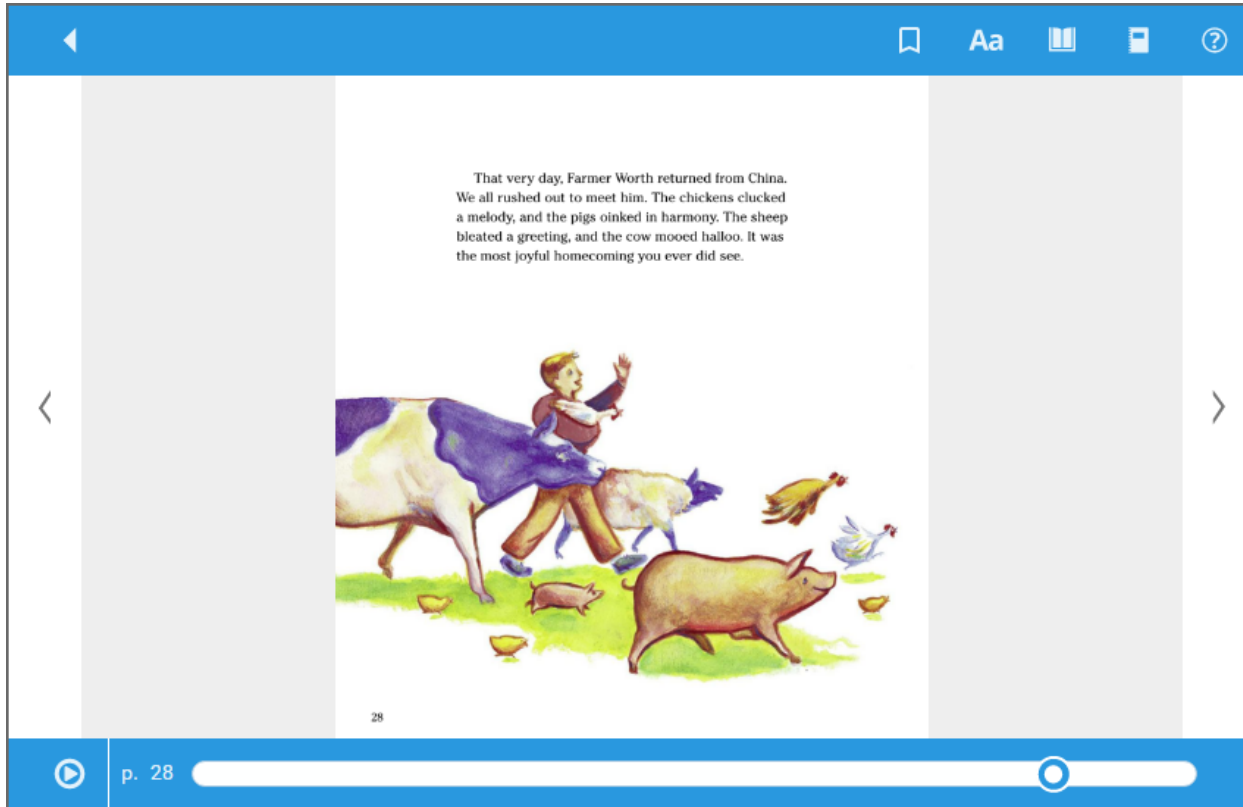 Aa
?
That very day, Farmer Worth returned from China.
We all rushed out to meet him. The chickens clucked
a melody, and the pigs oinked in harmony. The sheep
bleated a greeting, and the cow mooed halloo. It was
the most joyful homecoming you ever did see.
28
p. 28